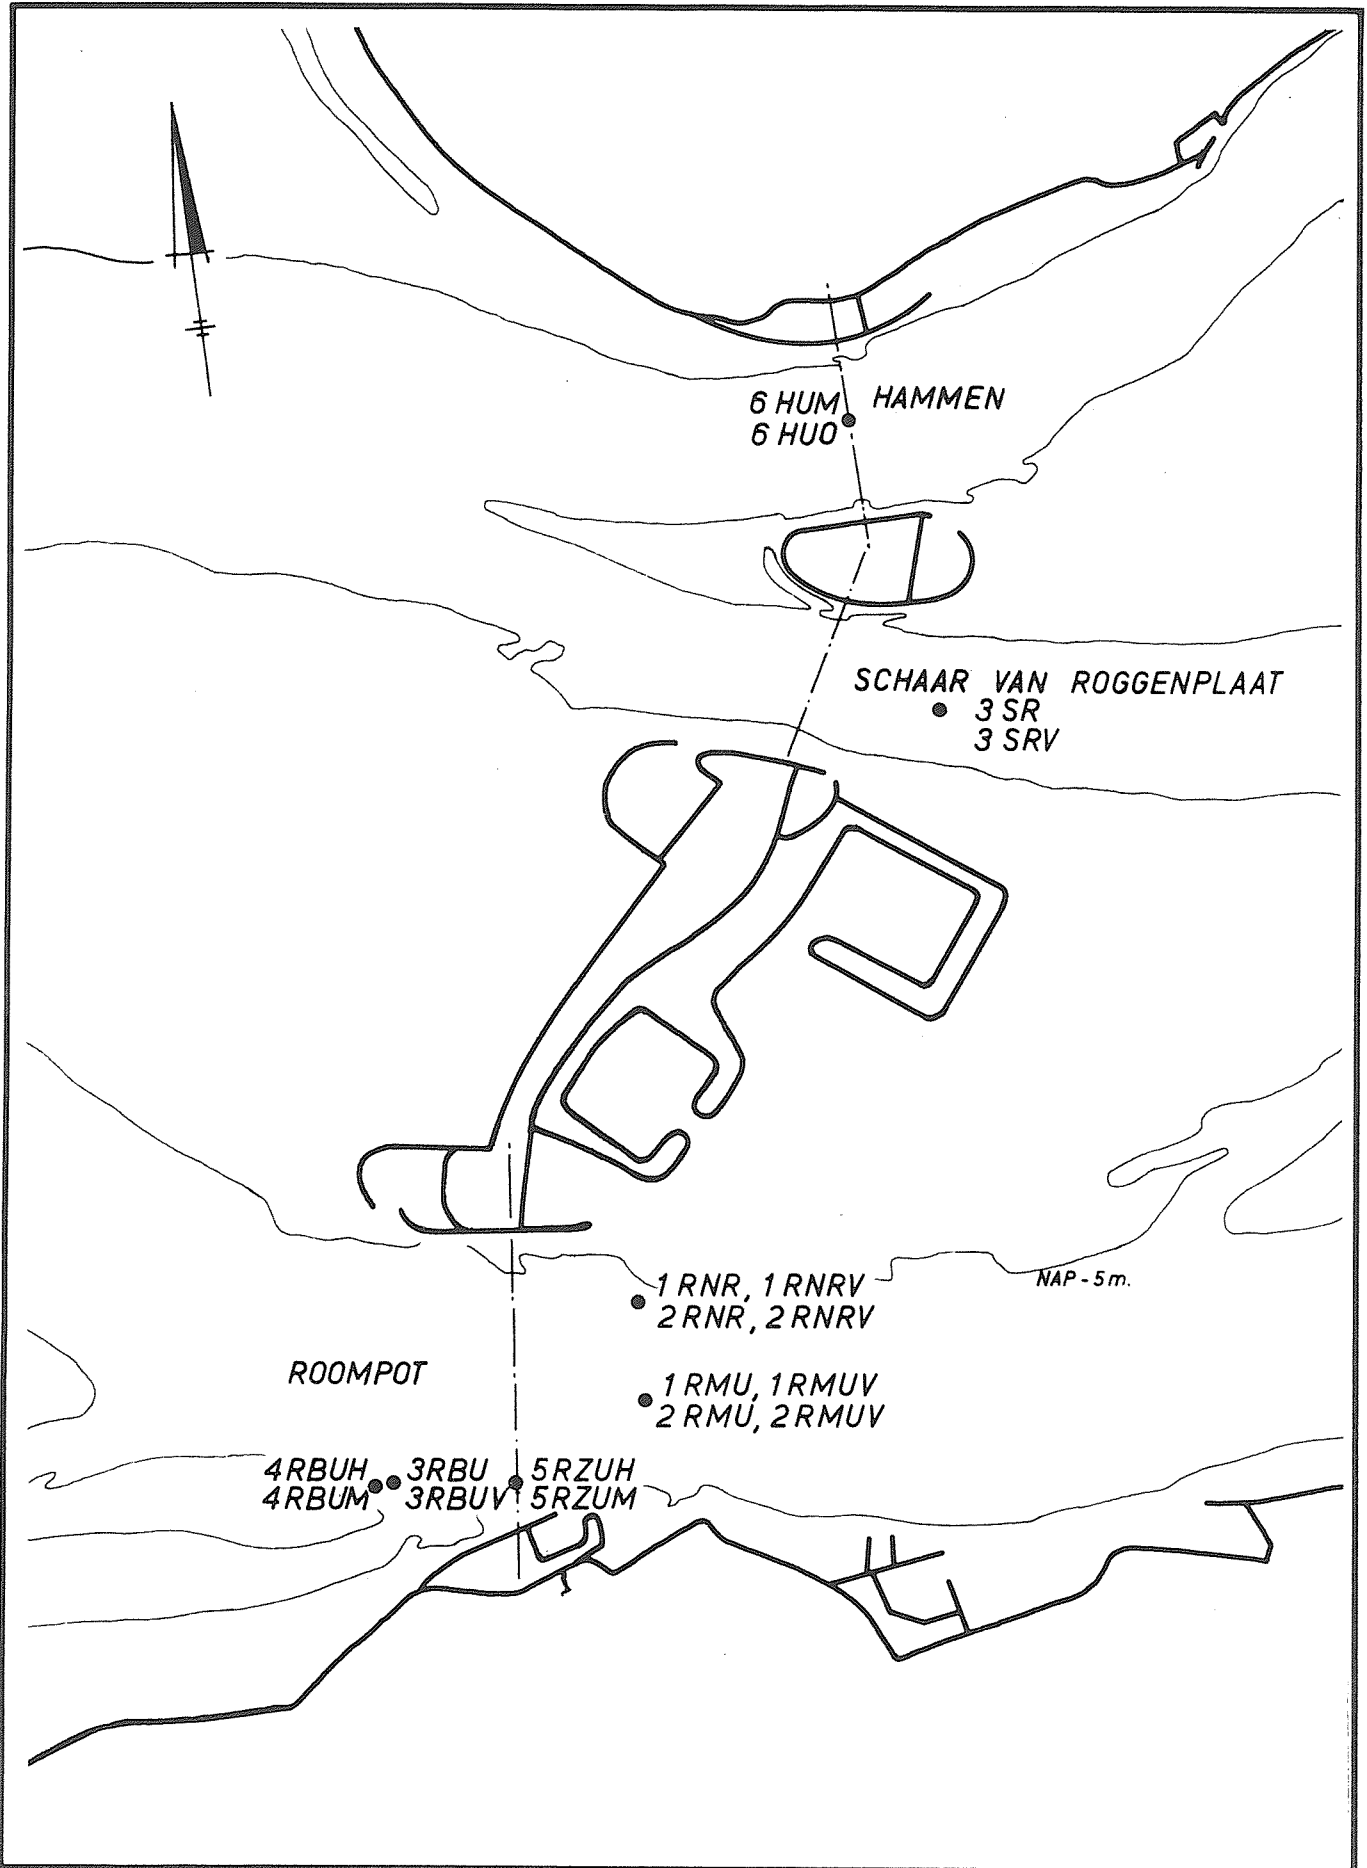 6 HUM
6 HUO
HAMMEN
SCHAAR VAN ROGGENPLAAT
3 SR
3 SRV
1 RNR, 1 RNRV
2 RNR, 2 RNRV
NAP - 5 m.
ROOMPOT
1 RMU, 1 RMUV
2 RMU, 2 RMUV
4RBUH
4RBUM
3RBU
3RBUV
5RZUH
5RZUM